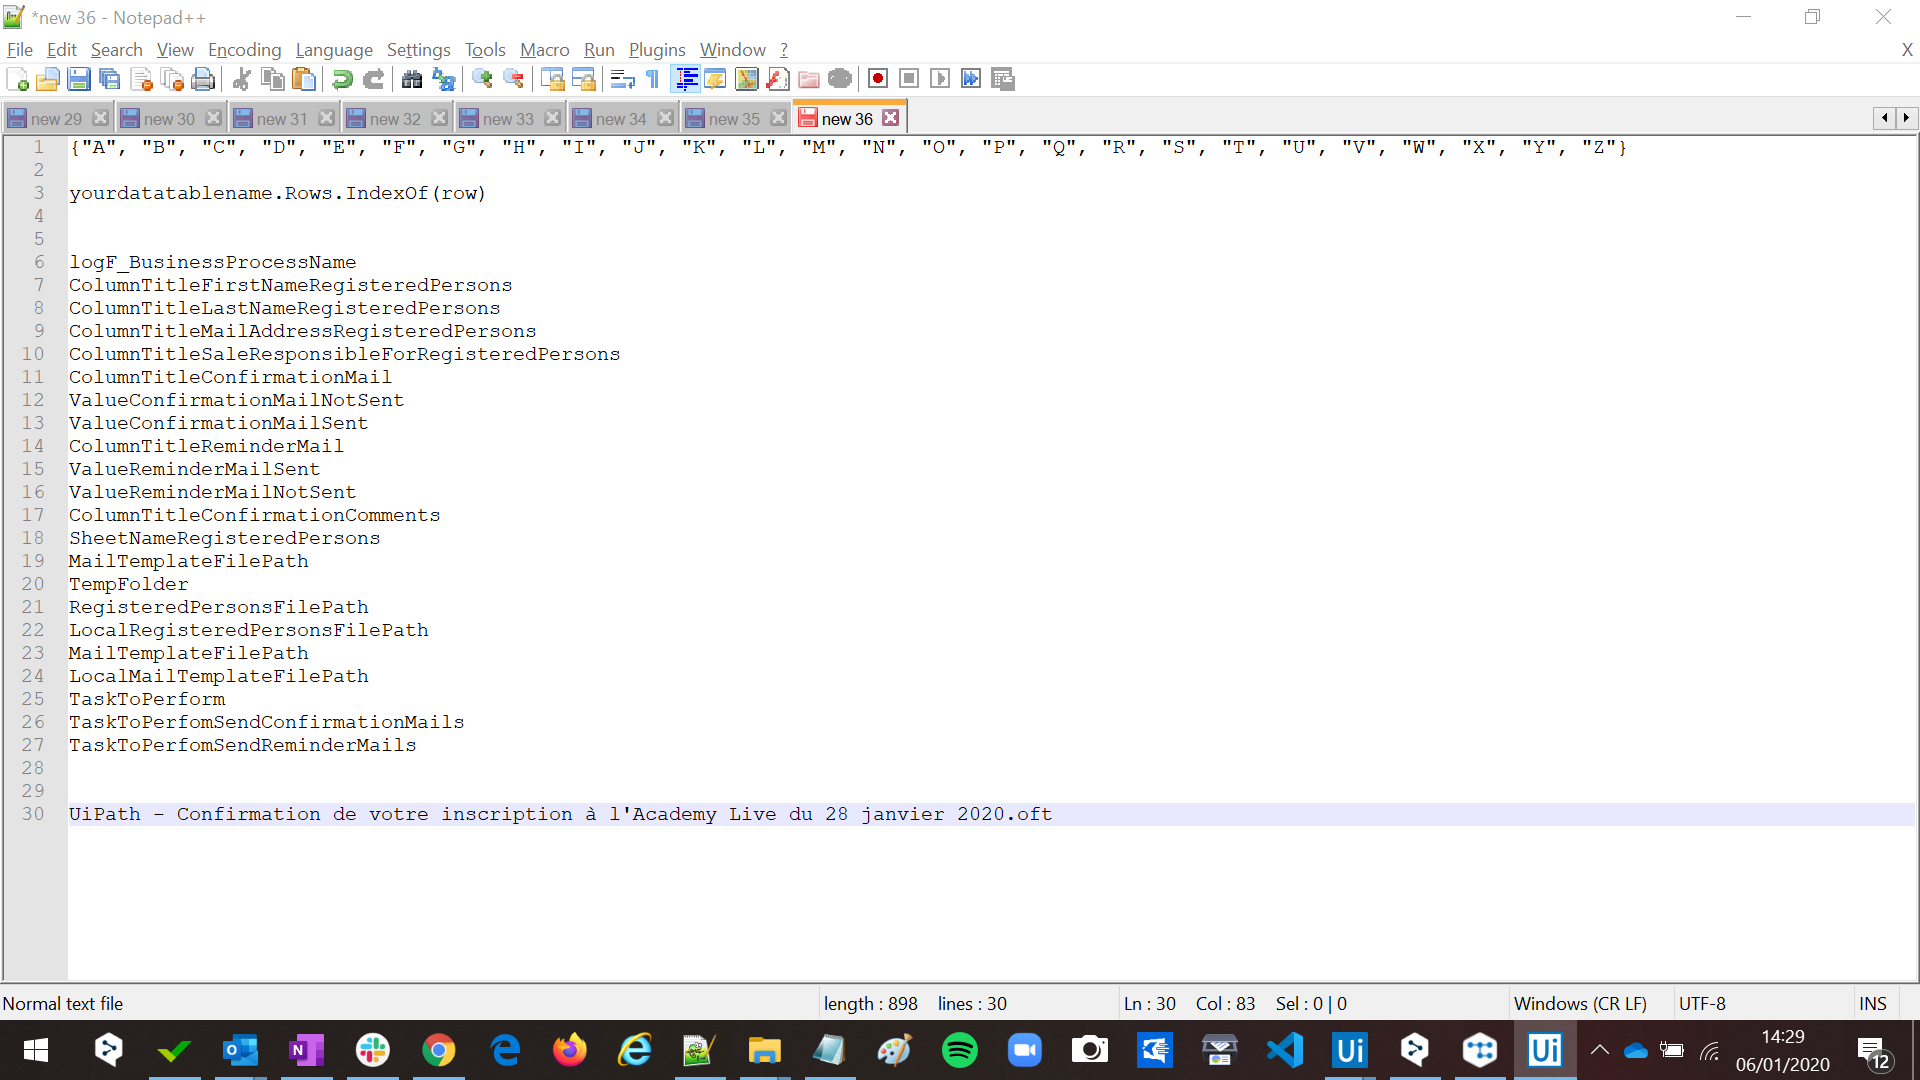 *new 36 - Notepad++
File Edit Search View Encoding Language Settings Tools Macro Run Plugins Window ? X
new 29 new 30 new 31 new 32 new 33 new 34 new 35 new 36
1 {"A", "B", "C", "D", "E", "F", "G", "H", "I", "J", "K", "L", "M", "N", "O", "P", "Q", "R", "S", "T", "U", "V", "W", "X", "Y", "Z"}
2
3 yourdatatablename.Rows.IndexOf(row)
4
5
6 logF_BusinessProcessName
7 ColumnTitleFirstNameRegisteredPersons
8 ColumnTitleLastNameRegisteredPersons
9 ColumnTitleMailAddressRegisteredPersons
10 ColumnTitleSaleResponsibleForRegisteredPersons
11 ColumnTitleConfirmationMail
12 ValueConfirmationMailNotSent
13 ValueConfirmationMailSent
14 ColumnTitleReminderMail
15 ValueReminderMailSent
16 ValueReminderMailNotSent
17 ColumnTitleConfirmationComments
18 SheetNameRegisteredPersons
19 MailTemplateFilePath
20 TempFolder
21 RegisteredPersonsFilePath
22 LocalRegisteredPersonsFilePath
23 MailTemplateFilePath
24 LocalMailTemplateFilePath
25 TaskToPerform
26 TaskToPerfomSendConfirmationMails
27 TaskToPerfomSendReminderMails
28
29
30 UiPath - Confirmation de votre inscription à l'Academy Live du 28 janvier 2020.oft
Normal text file length : 898 lines : 30 Ln : 30 Col : 83 Sel : 0 | 0 Windows (CR LF) UTF-8 INS
14:29
06/01/2020
12